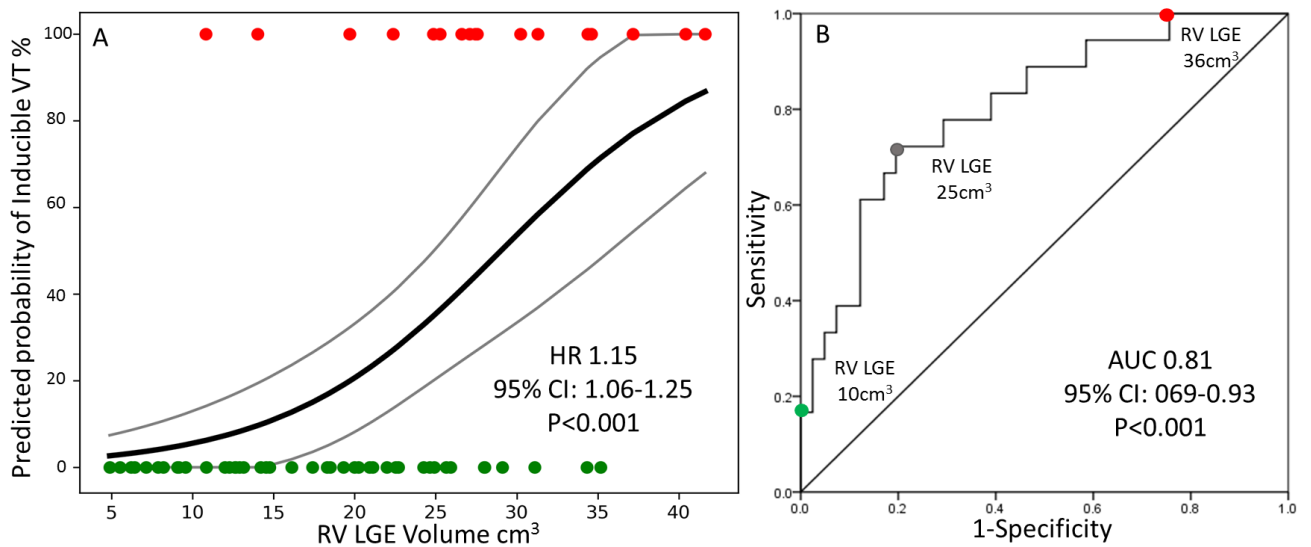 A
Predicted probability of Inducible VT %
100
80
60
40
20
0
HR 1.15
95% CI: 1.06-1.25
P<0.001
5 10 15 20 25 30 35 40
RV LGE Volume cm³
B
Sensitivity
1.0
0.8
0.6
0.4
0.2
0.0
RV LGE
36cm³
RV LGE
25cm³
RV LGE
10cm³
AUC 0.81
95% CI: 069-0.93
P<0.001
0.0 0.2 0.4 0.6 0.8 1.0
1-Specificity